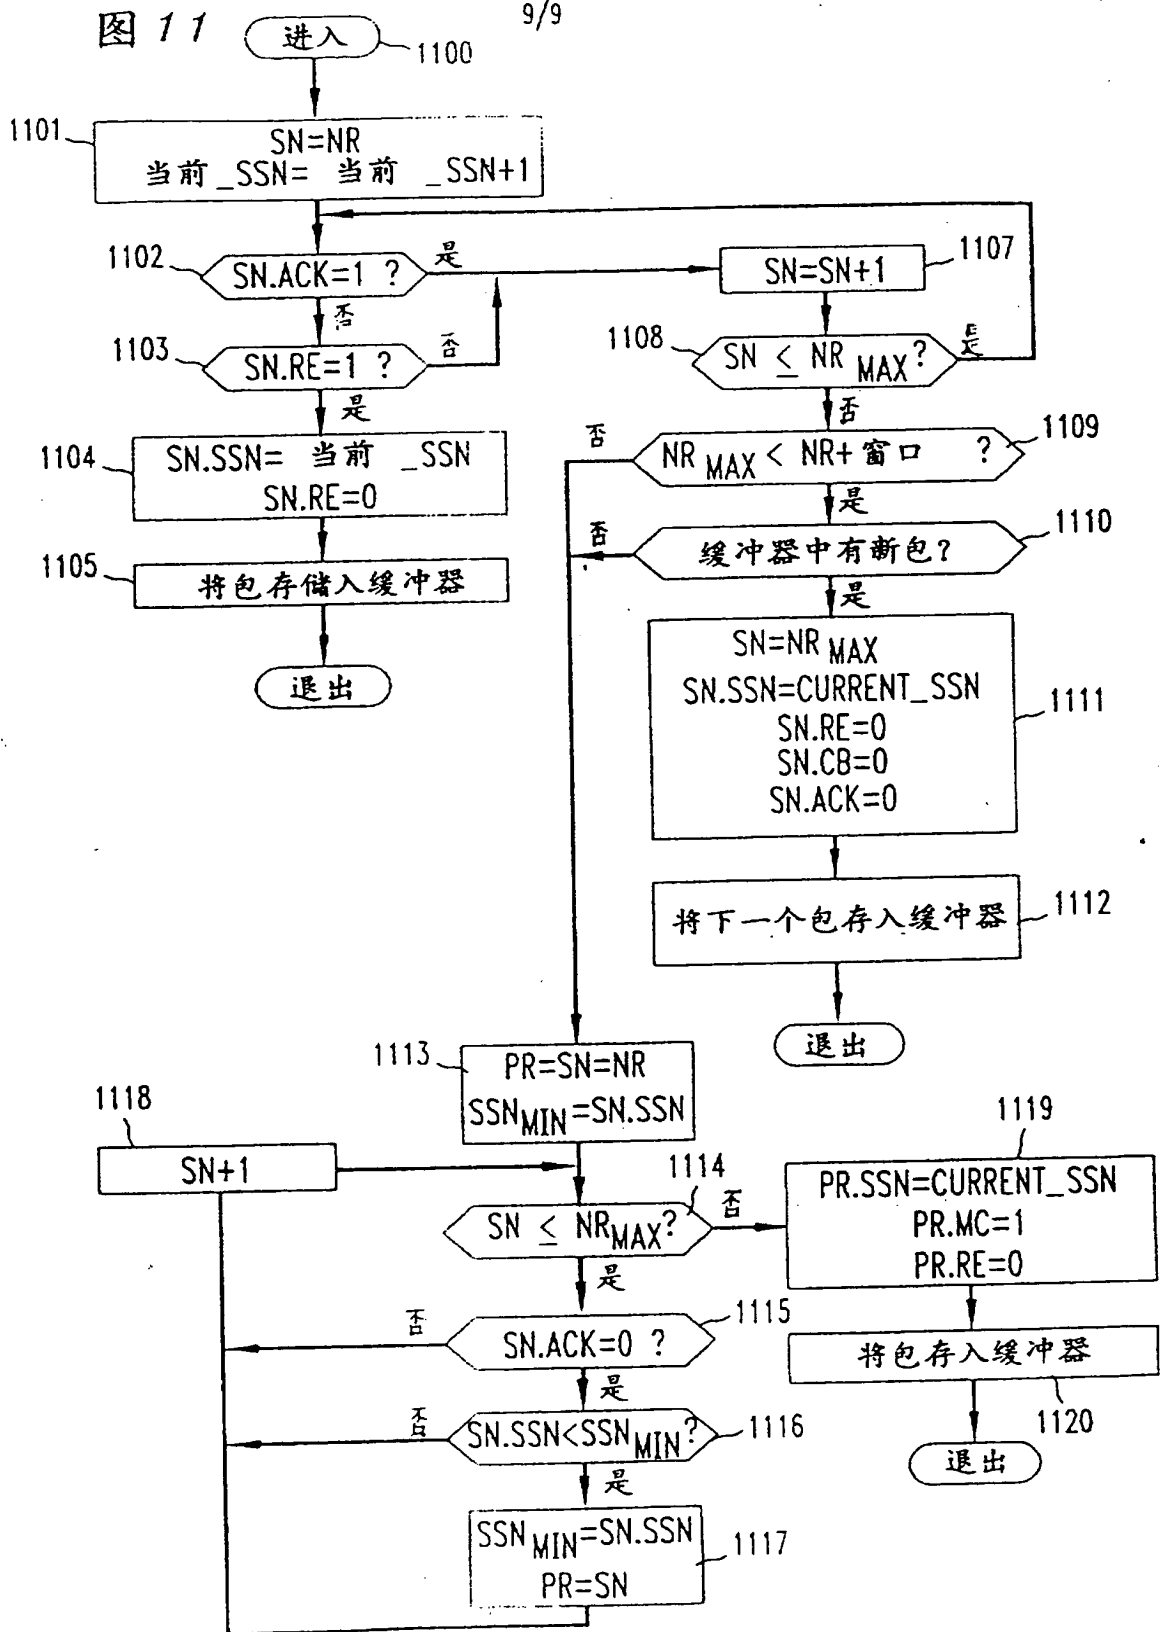 图 11
9/9
进入
1100
1101
SN=NR
当前_SSN= 当前 _SSN+1
1102
SN.ACK=1 ?
是
否
1103
SN.RE=1 ?
否
是
1104
SN.SSN= 当前 _SSN
SN.RE=0
1105
将包存储入缓冲器
退出
1107
SN=SN+1
1108
SN ≤ NR MAX?
是
否
1109
NR MAX < NR+窗口 ?
否
是
1110
缓冲器中有新包?
否
是
1111
SN=NR MAX
SN.SSN=CURRENT_SSN
SN.RE=0
SN.CB=0
SN.ACK=0
1112
将下一个包存入缓冲器
退出
1113
PR=SN=NR
SSN MIN=SN.SSN
1118
SN+1
1114
SN ≤ NR MAX?
否
是
1115
SN.ACK=0 ?
否
是
1116
SN.SSN<SSN MIN?
否
是
1117
SSN MIN=SN.SSN
PR=SN
1119
PR.SSN=CURRENT_SSN
PR.MC=1
PR.RE=0
将包存入缓冲器
1120
退出